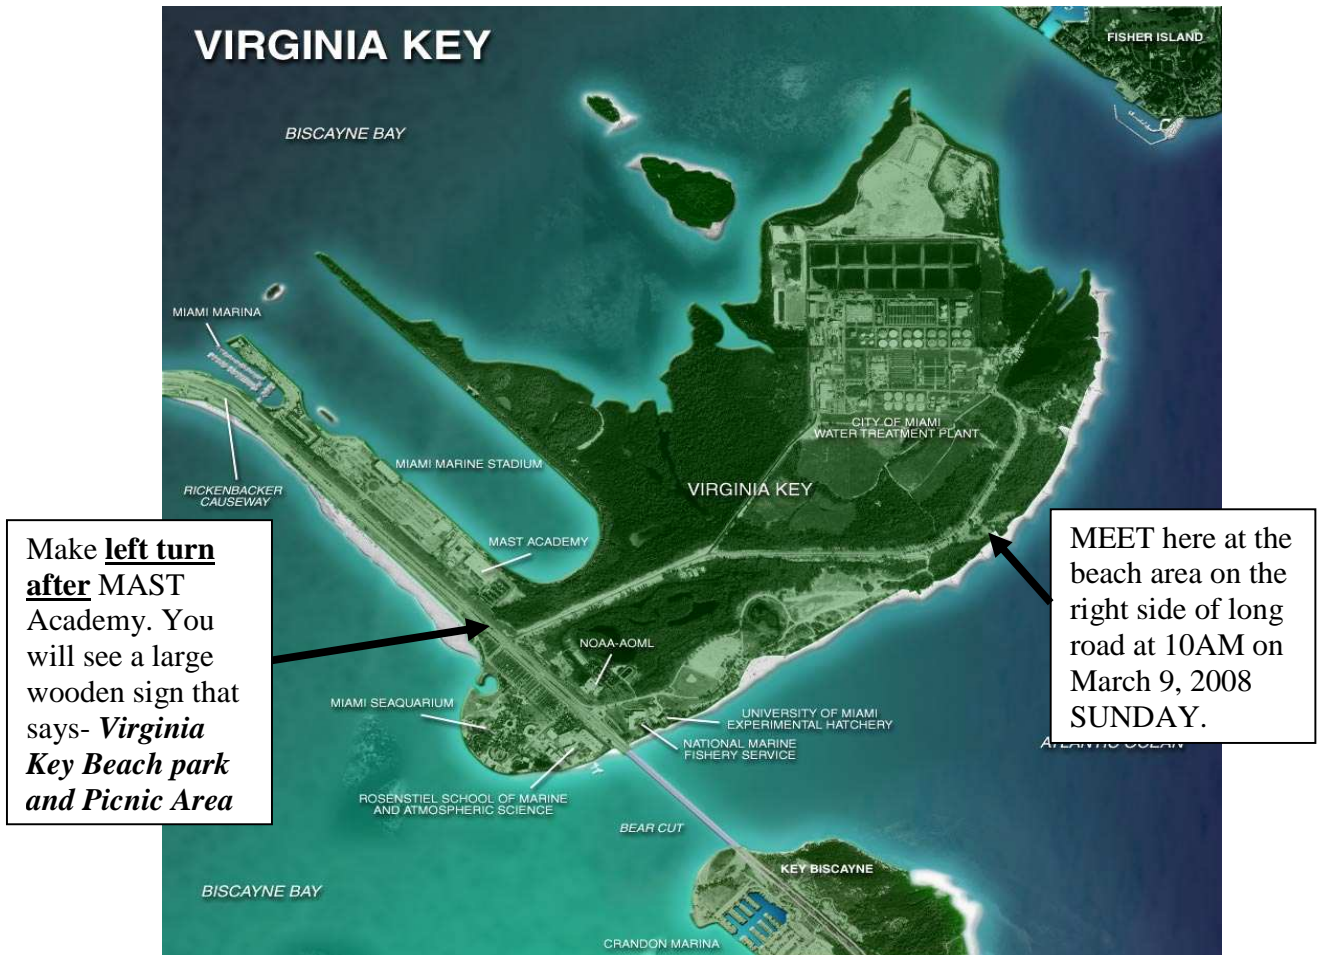 VIRGINIA KEY
FISHER ISLAND
BISCAYNE BAY
MIAMI MARINA
CITY OF MIAMI
WATER TREATMENT PLANT
MIAMI MARINE STADIUM
VIRGINIA KEY
RICKENBACKER
CAUSEWAY
Make left turn
after MAST
Academy. You
will see a large
wooden sign that
says- Virginia
Key Beach park
and Picnic Area
MAST ACADEMY
MEET here at the
beach area on the
right side of long
road at 10AM on
March 9, 2008
SUNDAY.
NOAA-AOML
MIAMI SEAQUARIUM
UNIVERSITY OF MIAMI
EXPERIMENTAL HATCHERY
NATIONAL MARINE
FISHERY SERVICE
ATLANTIC OCEAN
ROSENSTIEL SCHOOL OF MARINE
AND ATMOSPHERIC SCIENCE
BEAR CUT
KEY BISCAYNE
BISCAYNE BAY
CRANDON MARINA